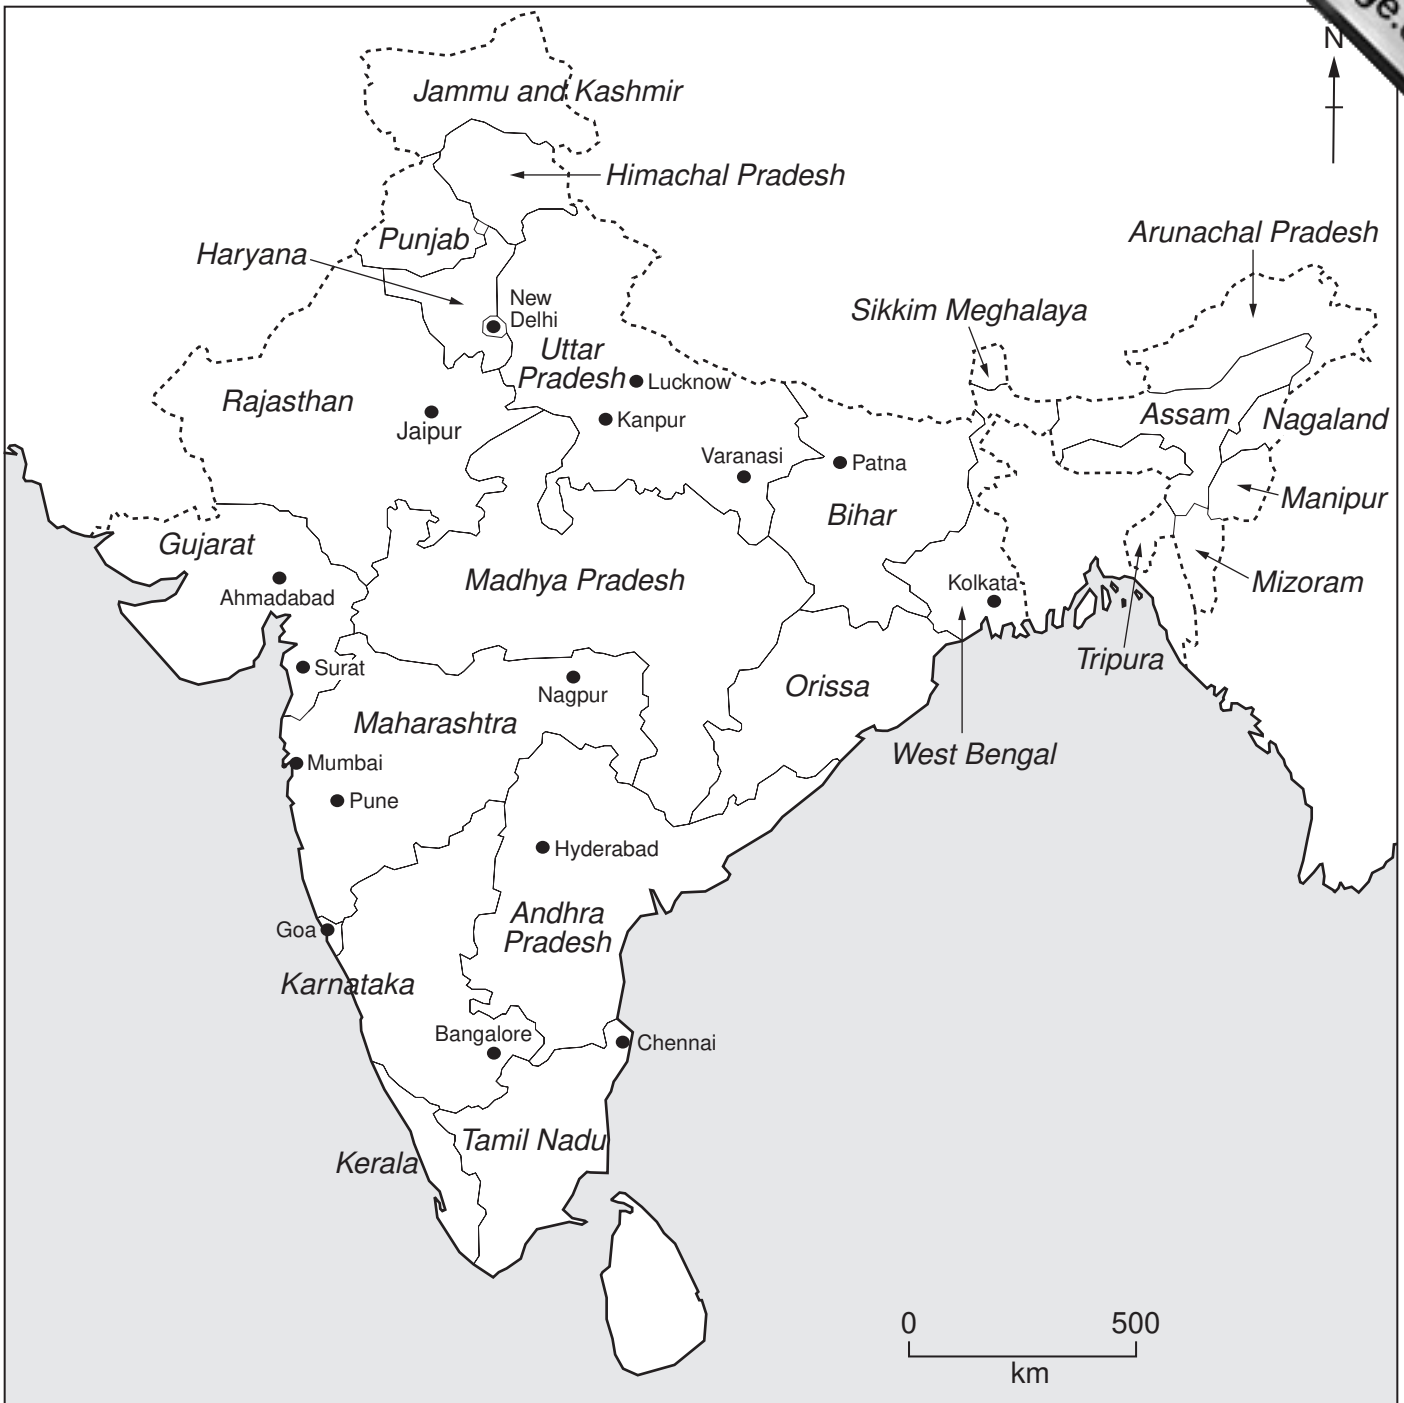 ge.
N
Jammu and Kashmir
Himachal Pradesh
Punjab
Arunachal Pradesh
Haryana
New
Delhi
Sikkim Meghalaya
Uttar
Pradesh
Lucknow
Rajasthan
Jaipur
Kanpur
Assam
Nagaland
Varanasi
Patna
Manipur
Bihar
Gujarat
Ahmadabad
Madhya Pradesh
Kolkata
Mizoram
Surat
Nagpur
Orissa
Tripura
Maharashtra
West Bengal
Mumbai
Pune
Hyderabad
Goa
Andhra
Pradesh
Karnataka
Bangalore
Chennai
Tamil Nadu
Kerala
0 500
km